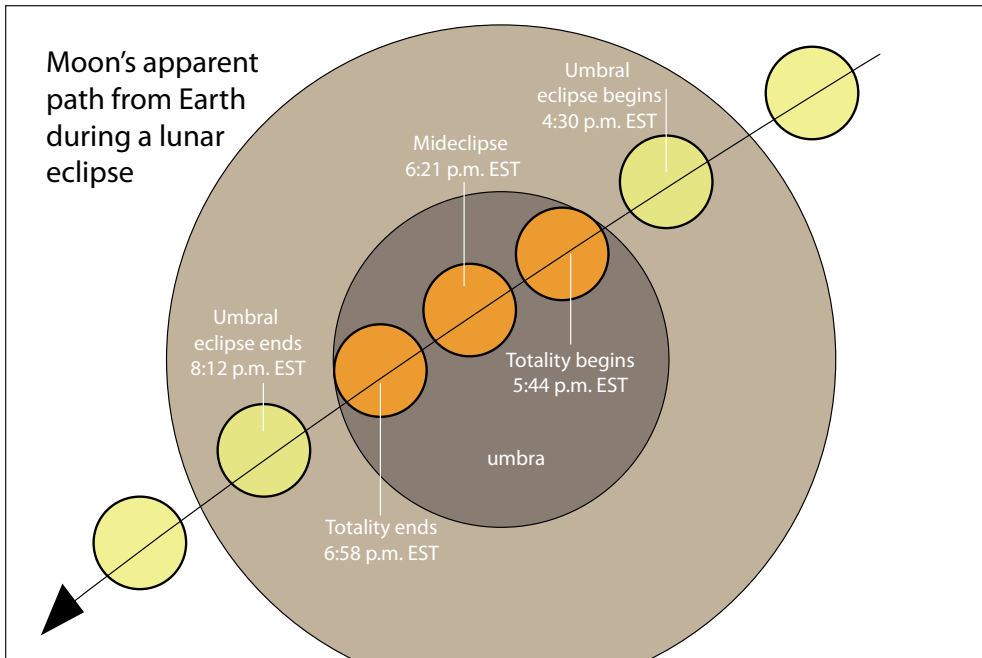 Moon's apparent
path from Earth
during a lunar
eclipse
Umbral
eclipse begins
4:30 p.m. EST
Mideclipse
6:21 p.m. EST
Umbral
eclipse ends
8:12 p.m. EST
Totality begins
5:44 p.m. EST
umbra
Totality ends
6:58 p.m. EST